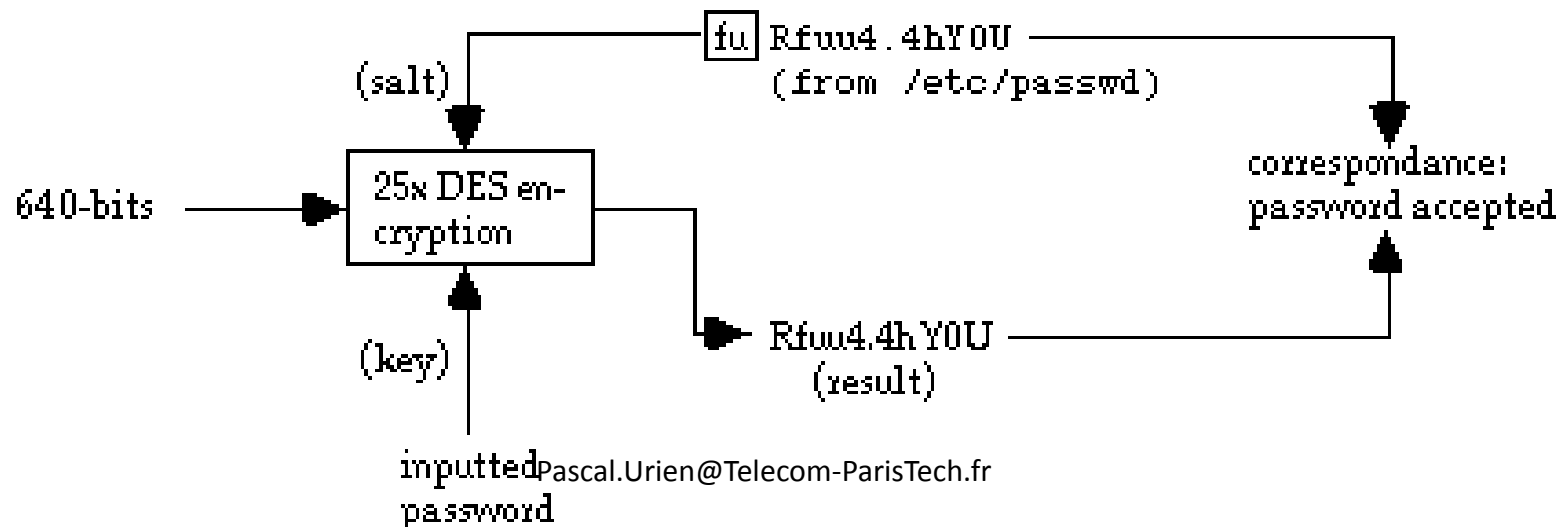 fu Rfuu4.4hY0U
(from /etc/passwd)
(salt)
640-bits
25x DES en-
cryption
correspondance:
password accepted
(key)
Rfuu4.4hY0U
(result)
inputted
password
Pascal.Urien@Telecom-ParisTech.fr